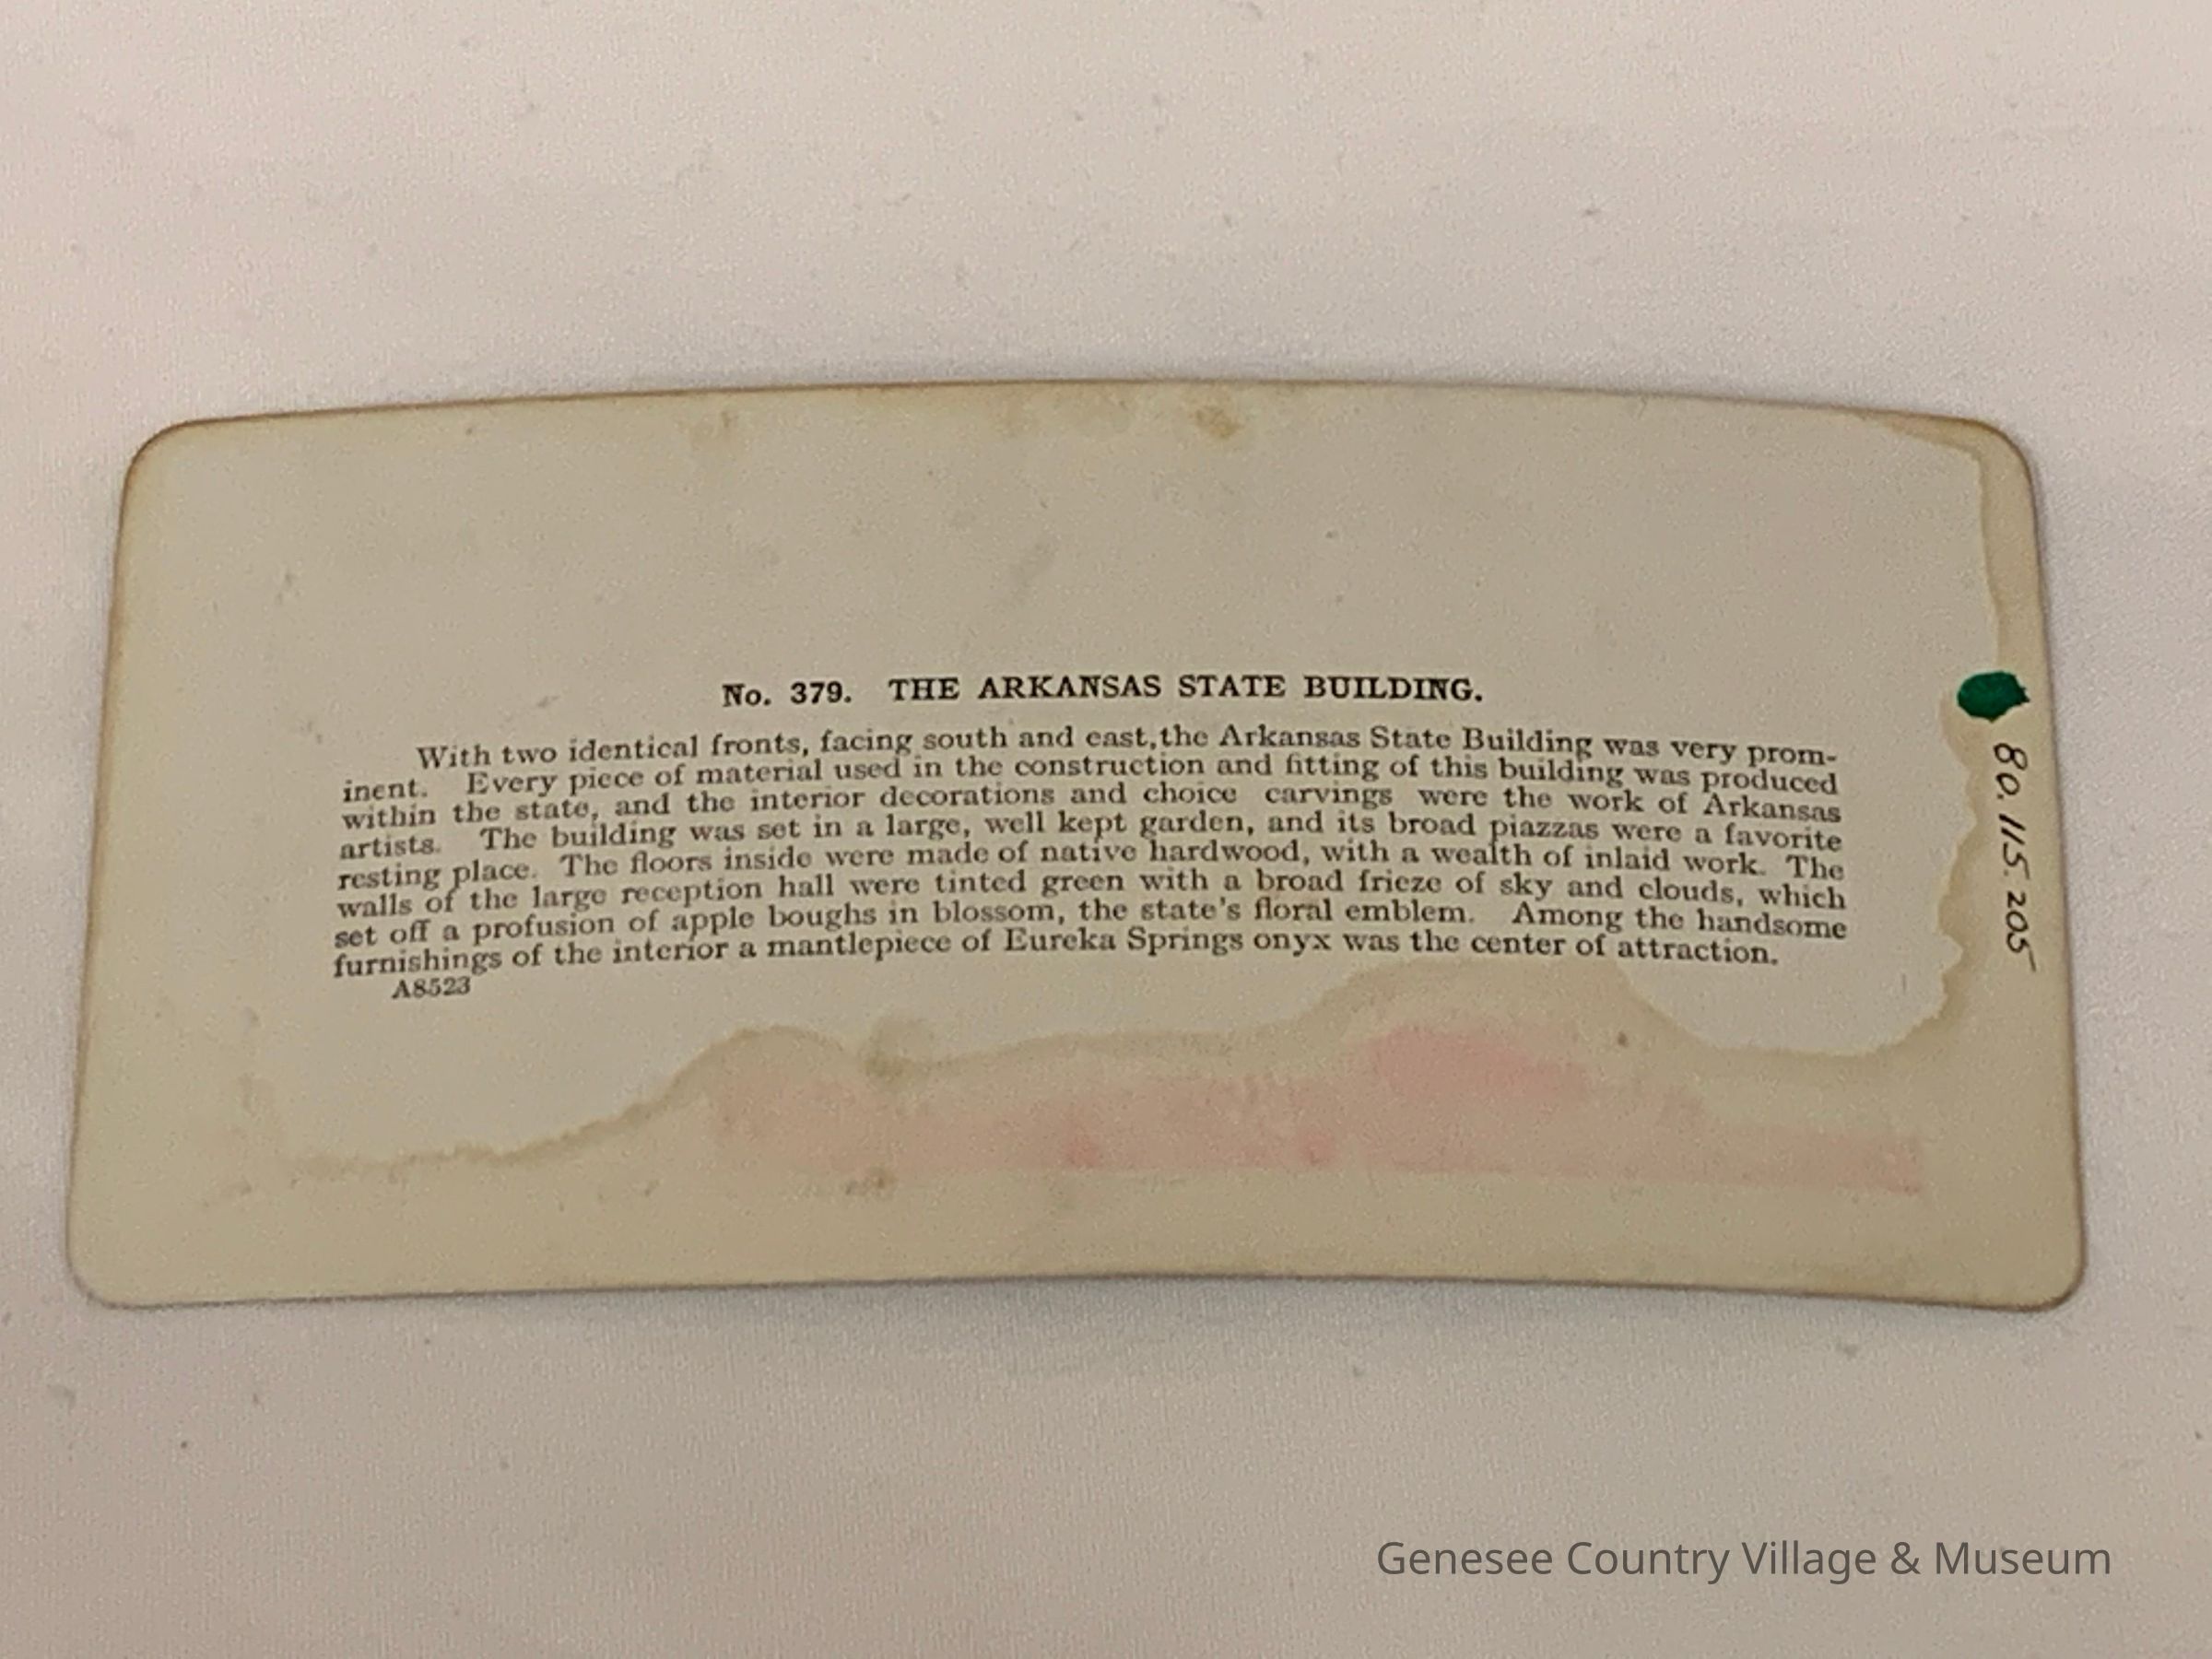 No. 379. THE ARKANSAS STATE BUILDING.
With two identical fronts, facing south and east,the Arkansas State Building was very prom-
inent. Every piece of material used in the construction and fitting of this building was produced
within the state, and the interior decorations and choice carvings were the work of Arkansas
artists. The building was set in a large, well kept garden, and its broad piazzas were a favorite
resting place. The floors inside were made of native hardwood, with a wealth of inlaid work. The
walls of the large reception hall were tinted green with a broad frieze of sky and clouds, which
set off a profusion of apple boughs in blossom, the state's floral emblem. Among the handsome
furnishings of the interior a mantlepiece of Eureka Springs onyx was the center of attraction.
A8523
80.115.205
Genesee Country Village & Museum